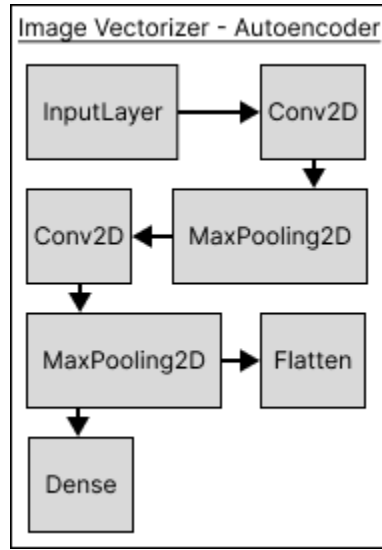 Image Vectorizer - Autoencoder
InputLayer
Conv2D
Conv2D
MaxPooling2D
MaxPooling2D
Flatten
Dense